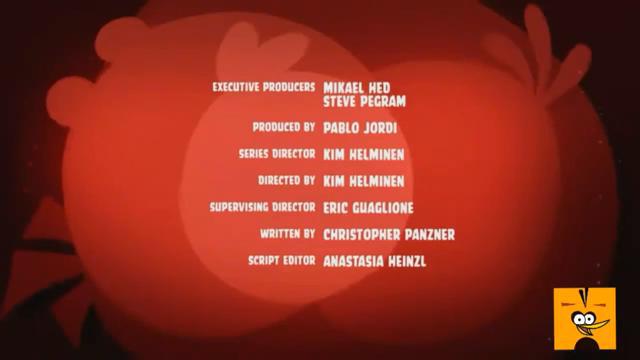 EXECUTIVE PRODUCERS MIKAEL HED
STEVE PEGRAM
PRODUCED BY PABLO JORDI
SERIES DIRECTOR KIM HELMINEN
DIRECTED BY KIM HELMINEN
SUPERVISING DIRECTOR ERIC GUAGLIONE
WRITTEN BY CHRISTOPHER PANZNER
SCRIPT EDITOR ANASTASIA HEINZL